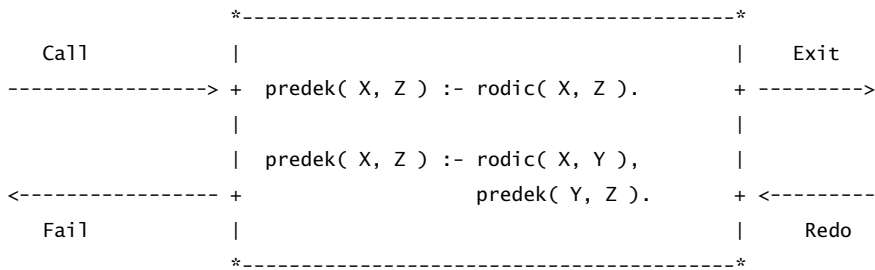 *------------------------------------------*
Call | | Exit
-----------------> + predek( X, Z ) :- rodic( X, Z ). + --------->
| |
| predek( X, Z ) :- rodic( X, Y ), |
<----------------- + predek( Y, Z ). + <---------
Fail | | Redo
*------------------------------------------*